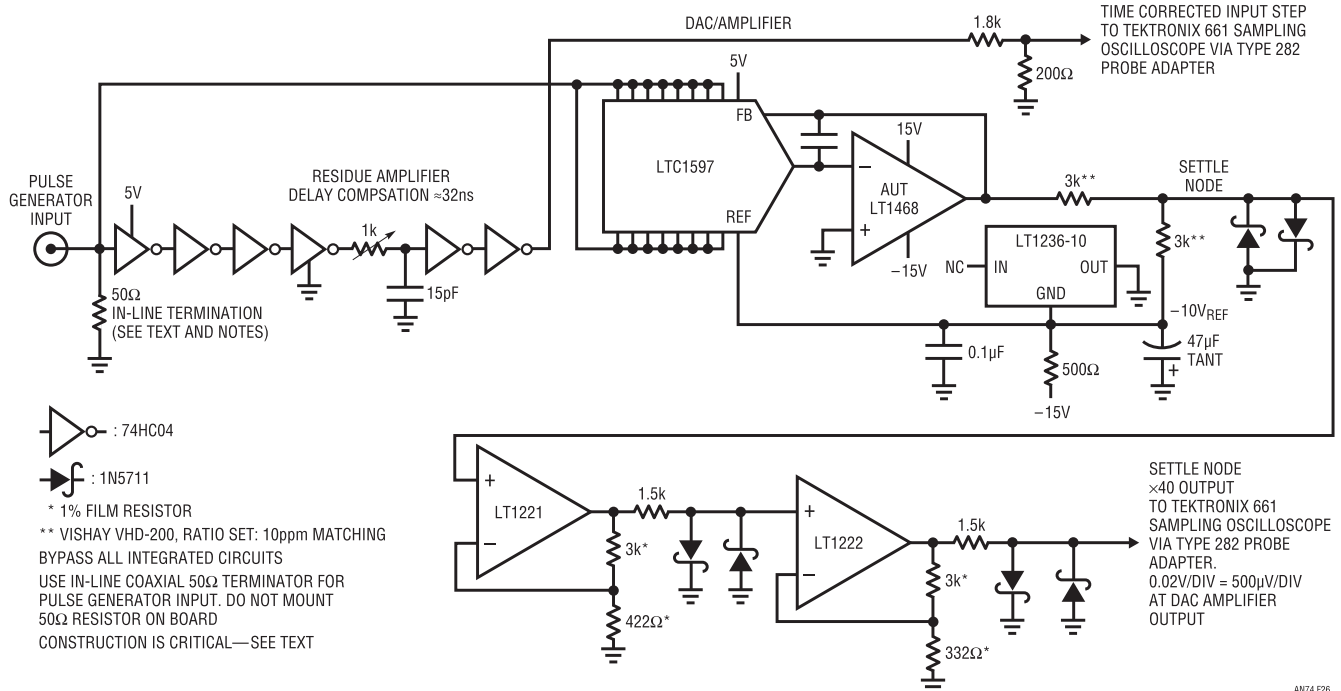 DAC/AMPLIFIER
1.8k
TIME CORRECTED INPUT STEP
TO TEKTRONIX 661 SAMPLING
OSCILLOSCOPE VIA TYPE 282
PROBE ADAPTER
200Ω
5V
FB
LTC1597
REF
15V
−
AUT
LT1468
+
−15V
PULSE
GENERATOR
INPUT
5V
RESIDUE AMPLIFIER
DELAY COMPSATION ≈32ns
1k
15pF
50Ω
IN-LINE TERMINATION
(SEE TEXT AND NOTES)
3k**
SETTLE
NODE
3k**
LT1236-10
NC
IN
OUT
GND
−10VREF
0.1µF
500Ω
−15V
47µF
TANT
+
: 74HC04
: 1N5711
* 1% FILM RESISTOR
** VISHAY VHD-200, RATIO SET: 10ppm MATCHING
BYPASS ALL INTEGRATED CIRCUITS
USE IN-LINE COAXIAL 50Ω TERMINATOR FOR
PULSE GENERATOR INPUT. DO NOT MOUNT
50Ω RESISTOR ON BOARD
CONSTRUCTION IS CRITICAL—SEE TEXT
+
LT1221
−
1.5k
3k*
422Ω*
+
LT1222
−
1.5k
3k*
332Ω*
SETTLE NODE
×40 OUTPUT
TO TEKTRONIX 661
SAMPLING OSCILLOSCOPE
VIA TYPE 282 PROBE
ADAPTER.
0.02V/DIV = 500µV/DIV
AT DAC AMPLIFIER
OUTPUT
AN74 F26